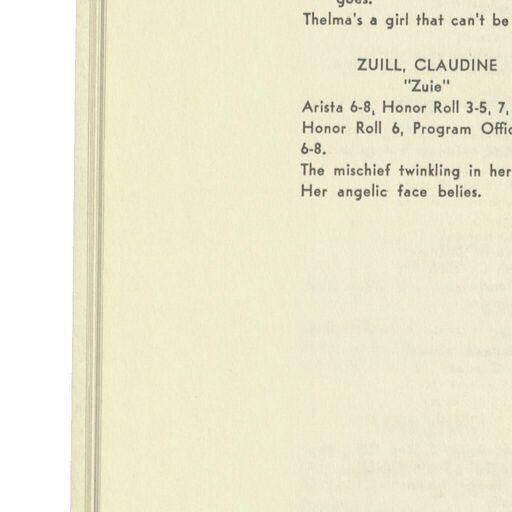 goes.
Thelma's a girl that can't be
ZUILL, CLAUDINE
"Zuie"
Arista 6-8, Honor Roll 3-5, 7,
Honor Roll 6, Program Offic
6-8.
The mischief twinkling in her
Her angelic face belies.